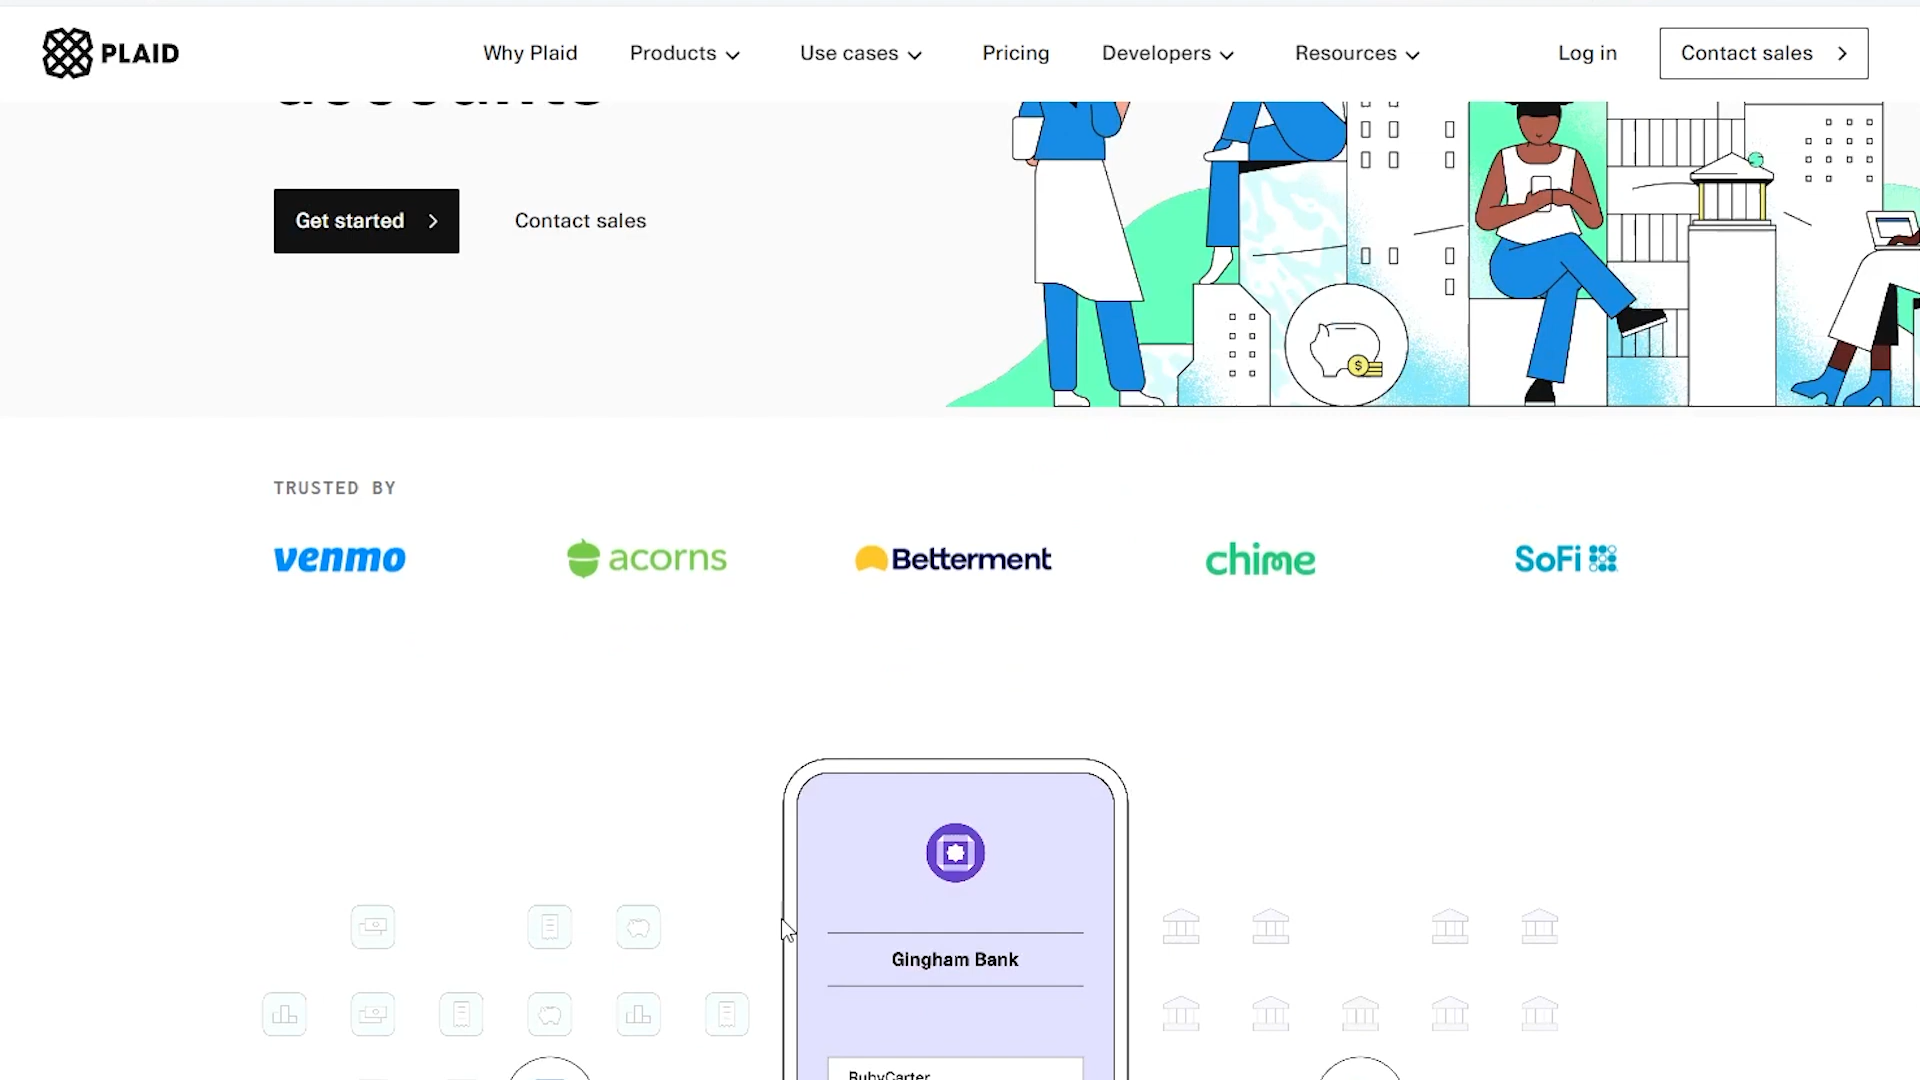 PLAID
Why Plaid
Products
Use cases
Pricing
Developers
Resources
Log in
Contact sales
accounts
Get started
Contact sales
TRUSTED BY
venmo
acorns
Betterment
chime
SoFi
Gingham Bank
RubyCarter